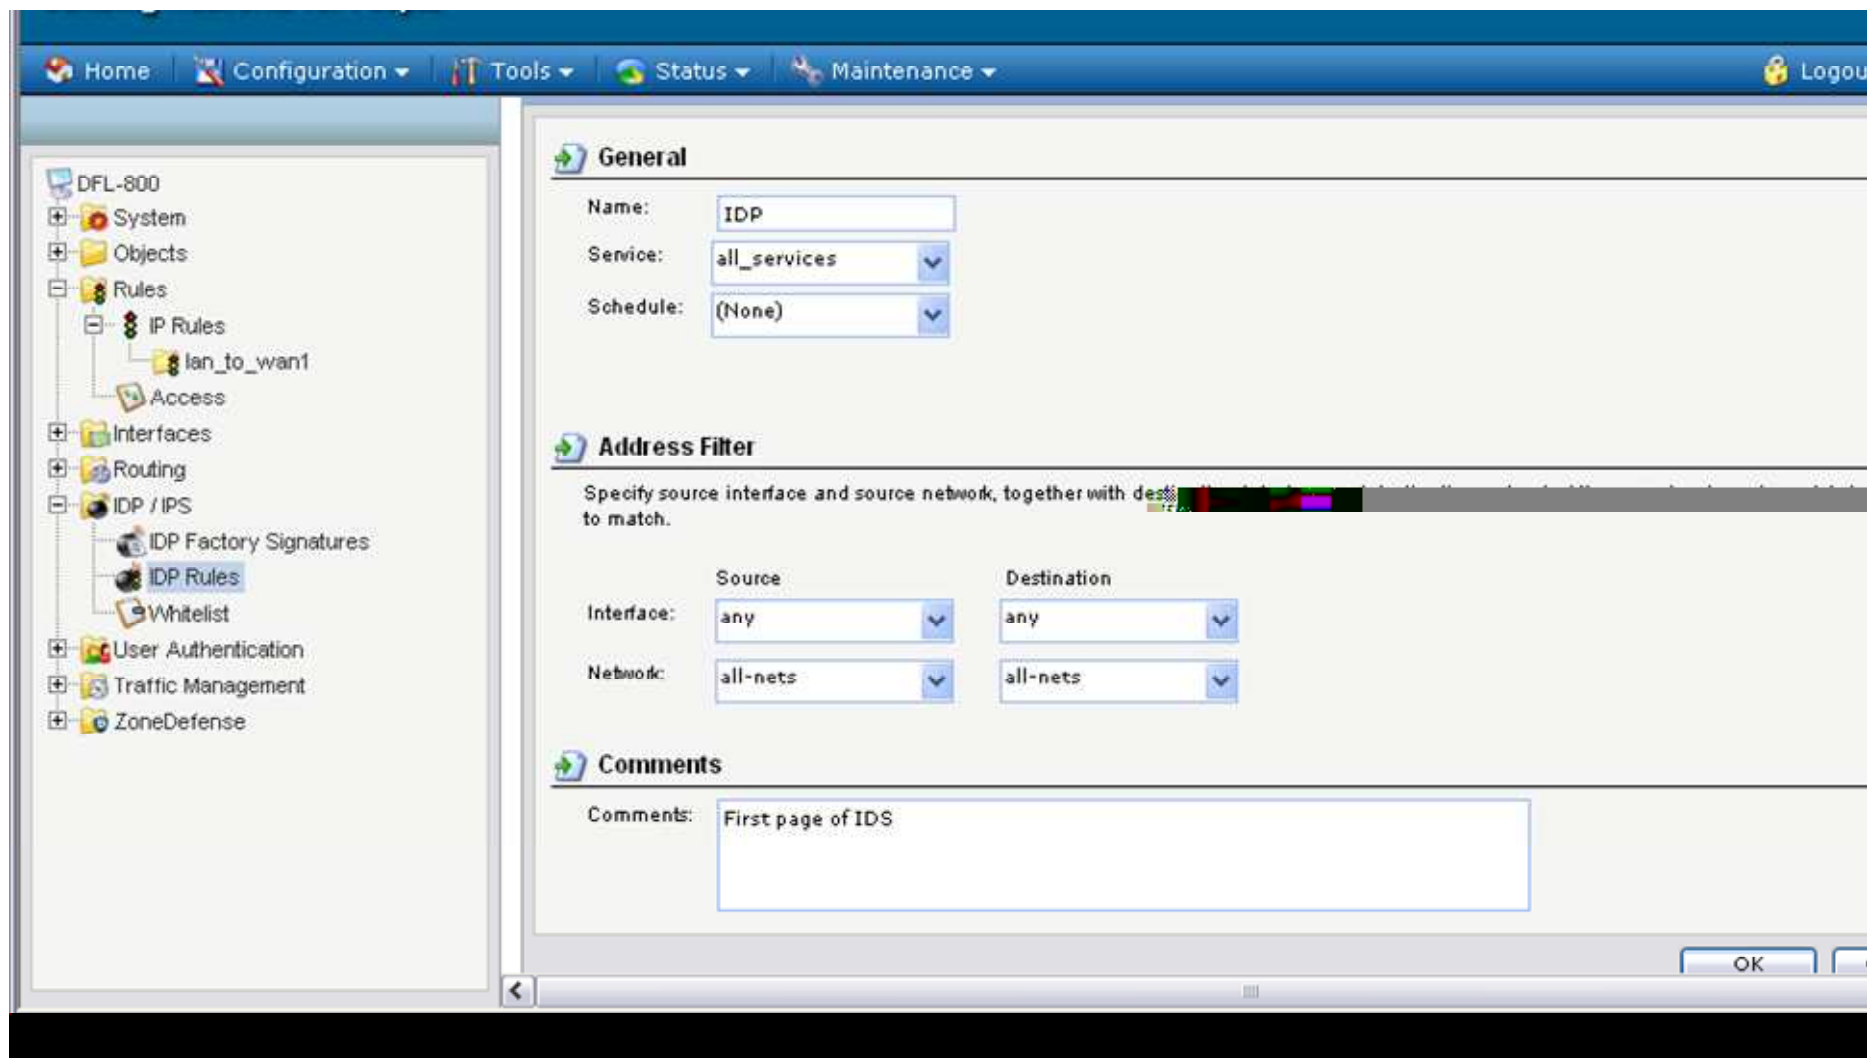 Home Configuration Tools Status Maintenance Logou
DFL-800
System
Objects
Rules
IP Rules
lan_to_wan1
Access
Interfaces
Routing
IDP / IPS
IDP Factory Signatures
IDP Rules
Whitelist
User Authentication
Traffic Management
ZoneDefense
General
Name: IDP
Service: all_services
Schedule: (None)
Address Filter
Specify source interface and source network, together with
to match.
Source Destination
Interface: any any
Network: all-nets all-nets
Comments
Comments: First page of IDS
OK